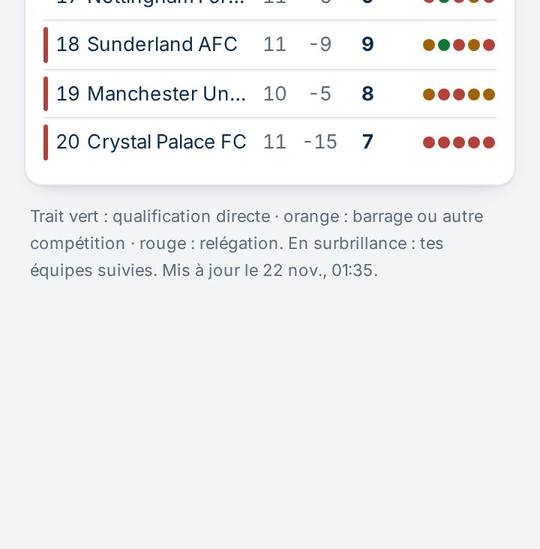 18 Sunderland AFC 11 -9 9
19 Manchester Un... 10 -5 8
20 Crystal Palace FC 11 -15 7
Trait vert : qualification directe · orange : barrage ou autre
compétition · rouge : relégation. En surbrillance : tes
équipes suivies. Mis à jour le 22 nov., 01:35.